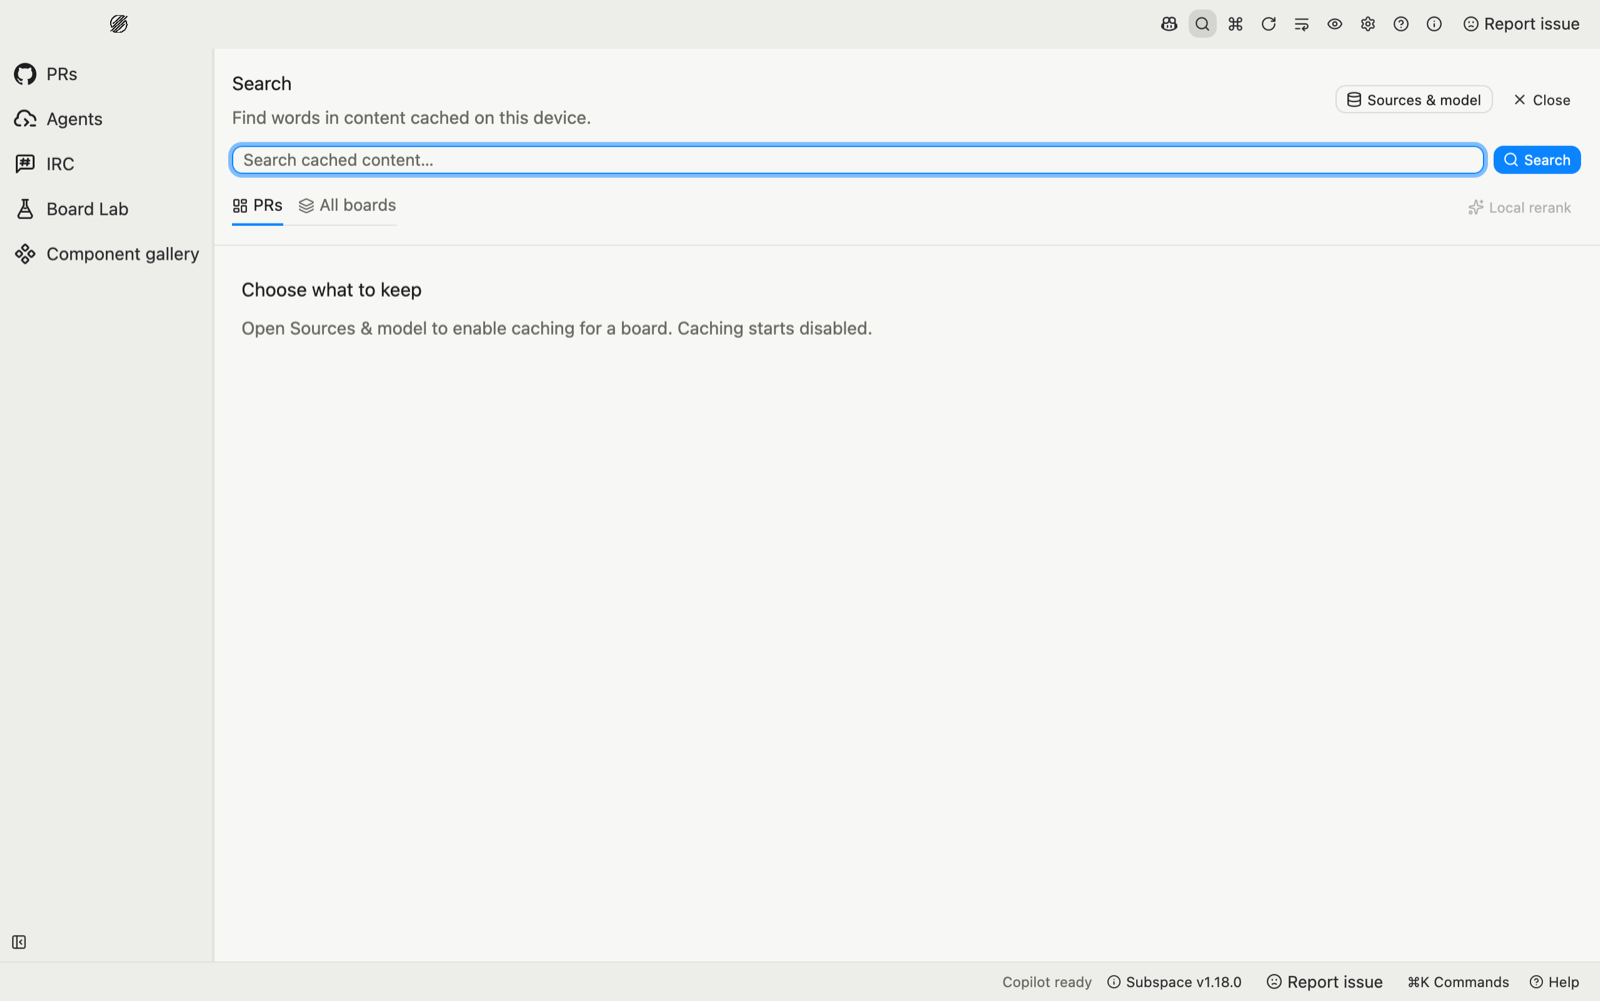 Report issue
PRs
Agents
IRC
Board Lab
Component gallery
Search
Find words in content cached on this device.
Sources & model
Close
Search cached content...
Search
PRs
All boards
Local rerank
Choose what to keep
Open Sources & model to enable caching for a board. Caching starts disabled.
Copilot ready
Subspace v1.18.0
Report issue
⌘K Commands
Help